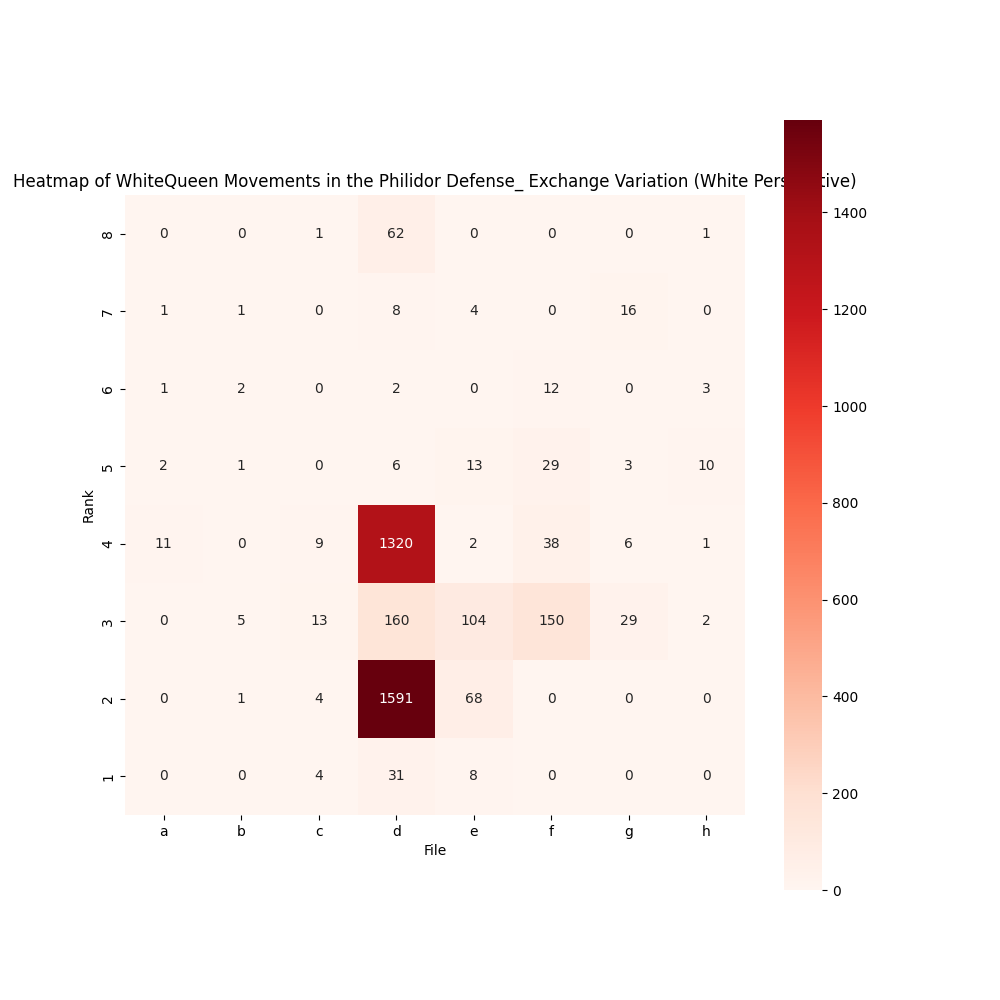 Heatmap of WhiteQueen Movements in the Philidor Defense_ Exchange Variation (White Pers tive)
8 0 0 1 62 0 0 0 1
7 1 1 0 8 4 0 16 0
6 1 2 0 2 0 12 0 3
5 2 1 0 6 13 29 3 10
4 11 0 9 1320 2 38 6 1
3 0 5 13 160 104 150 29 2
2 0 1 4 1591 68 0 0 0
1 0 0 4 31 8 0 0 0
a b c d e f g h
File
Rank
1400
1200
1000
800
600
400
200
0